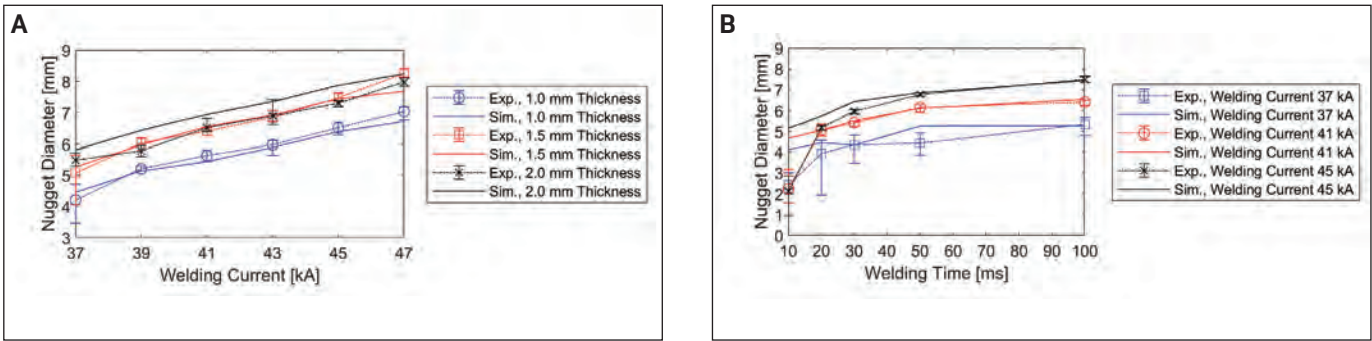 A
Nugget Diameter [mm]
9
8
7
6
5
4
3
37
39
41
43
45
47
Welding Current [kA]
Exp., 1.0 mm Thickness
Sim., 1.0 mm Thickness
Exp., 1.5 mm Thickness
Sim., 1.5 mm Thickness
Exp., 2.0 mm Thickness
Sim., 2.0 mm Thickness
B
Nugget Diameter [mm]
9
8
7
6
5
4
3
2
1
0
10
20
30
40
50
60
70
80
90
100
Welding Time [ms]
Exp., Welding Current 37 kA
Sim., Welding Current 37 kA
Exp., Welding Current 41 kA
Sim., Welding Current 41 kA
Exp., Welding Current 45 kA
Sim., Welding Current 45 kA